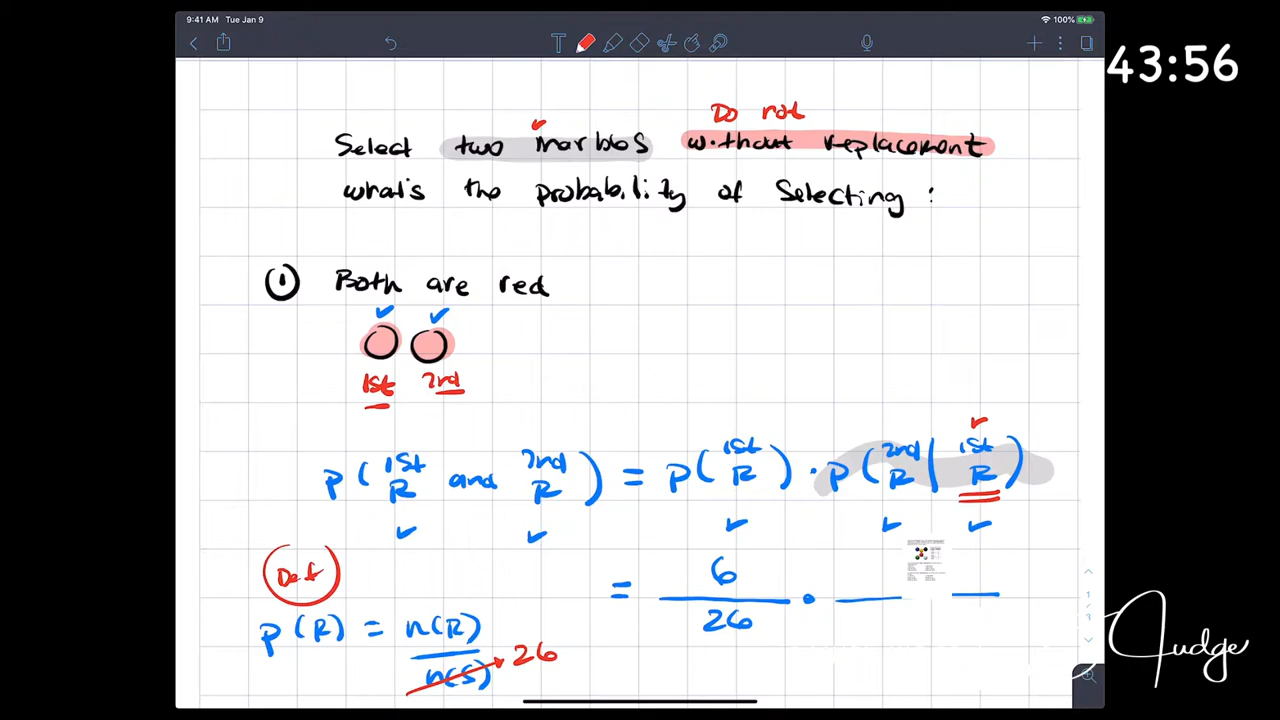 9:41 AM Tue Jan 9
100%
43:56
Do not
Select two marbles without replacement
what's the probability of selecting :
① Both are red
1st 2rd
P( 1st R and 2nd R ) = P( 1st R ) · P( 2nd R | 1st R )
Def
= 6/26 ·
P(R) = n(R)/n(S) 26
Judge